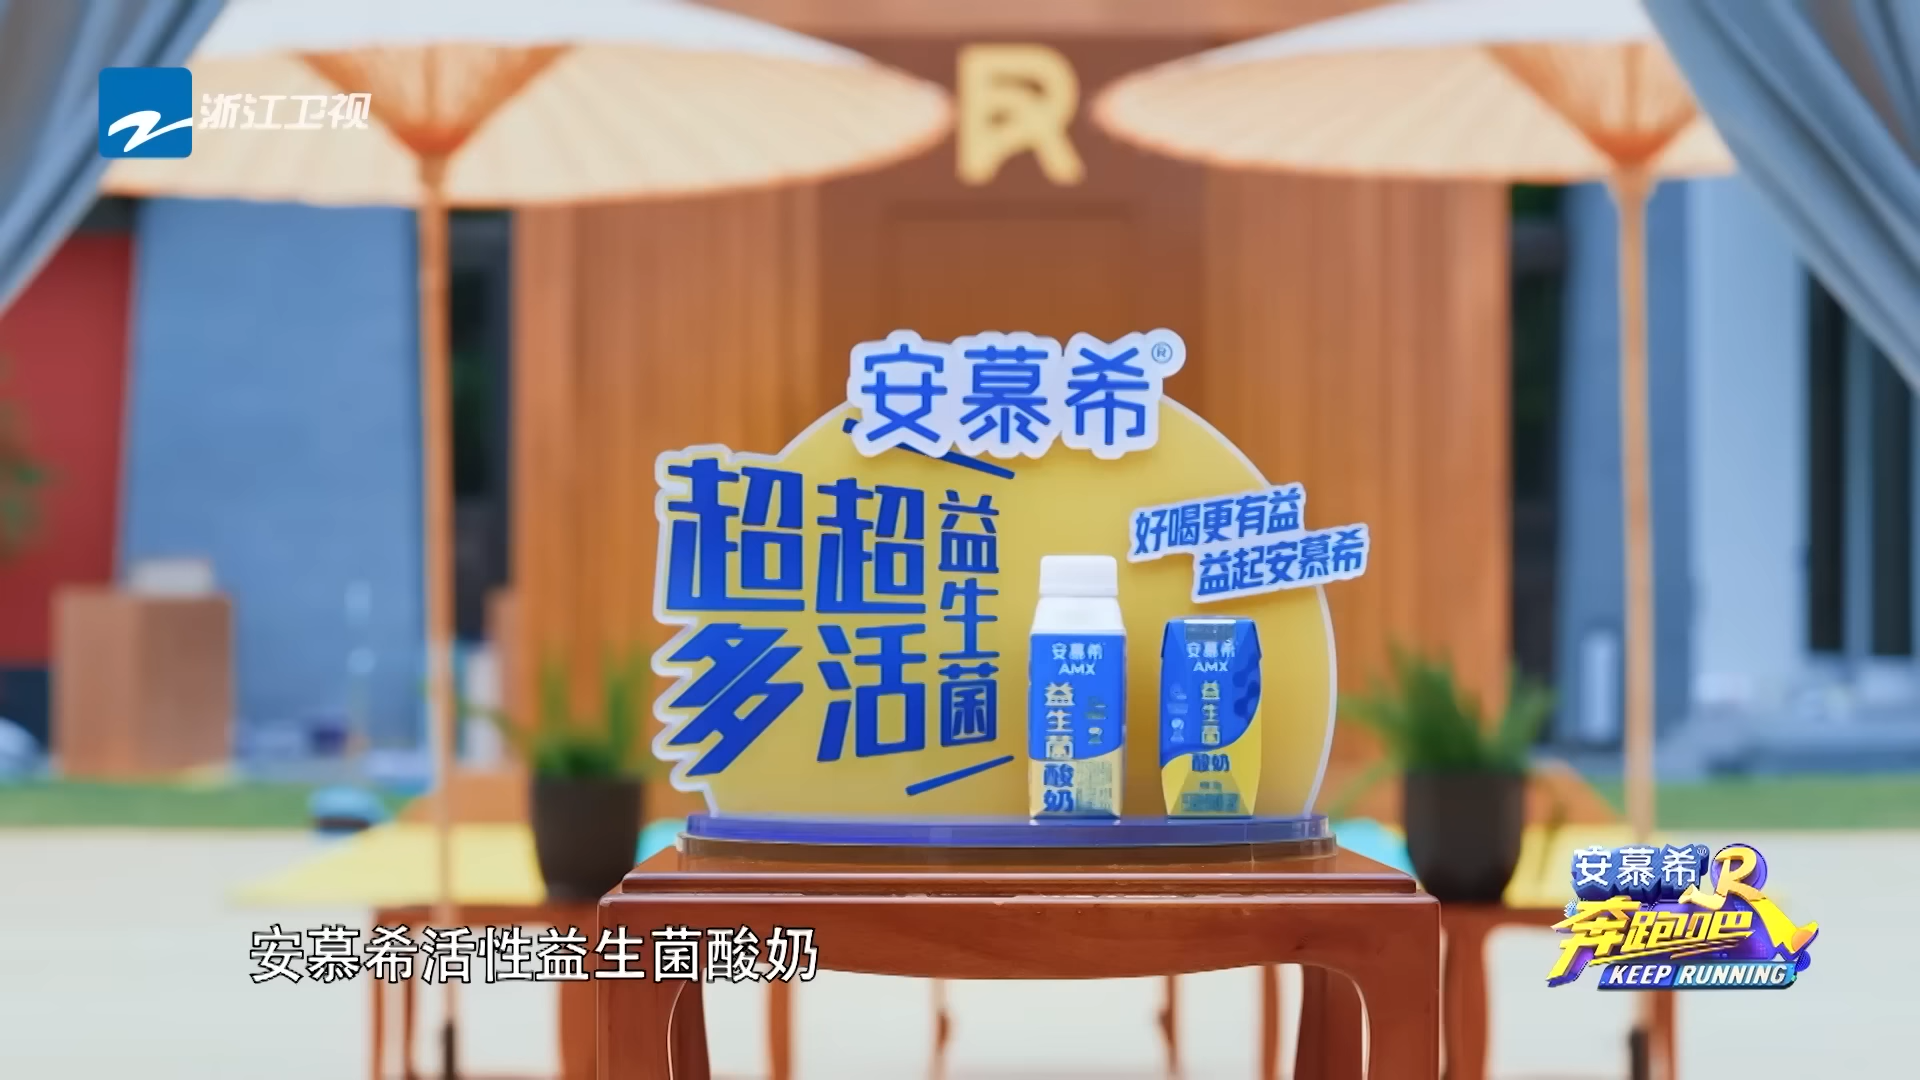 浙江卫视
R
安慕希®
超超益生菌
多活
好喝更有益
益起安慕希
安慕希
AMX
益生菌
酸奶
安慕希
AMX
益生菌
酸奶
安慕希活性益生菌酸奶
安慕希®
奔跑吧
KEEP RUNNING